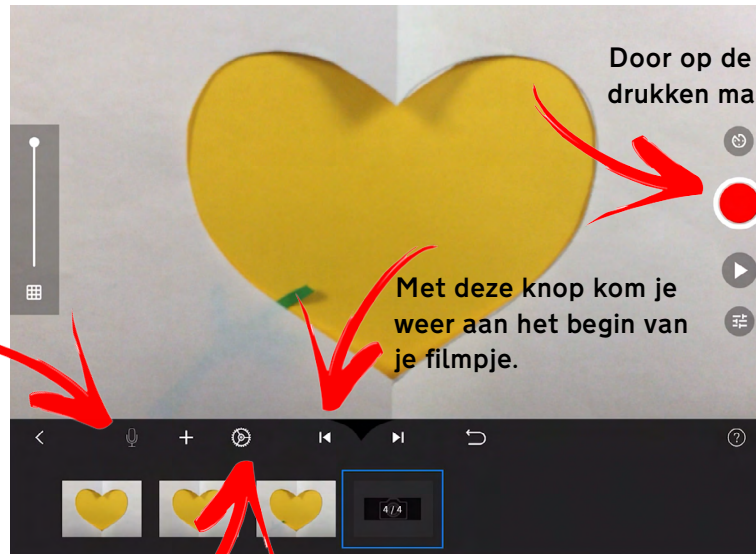 Door op de
drukken ma
Met deze knop kom je
weer aan het begin van
je filmpje.
4/4